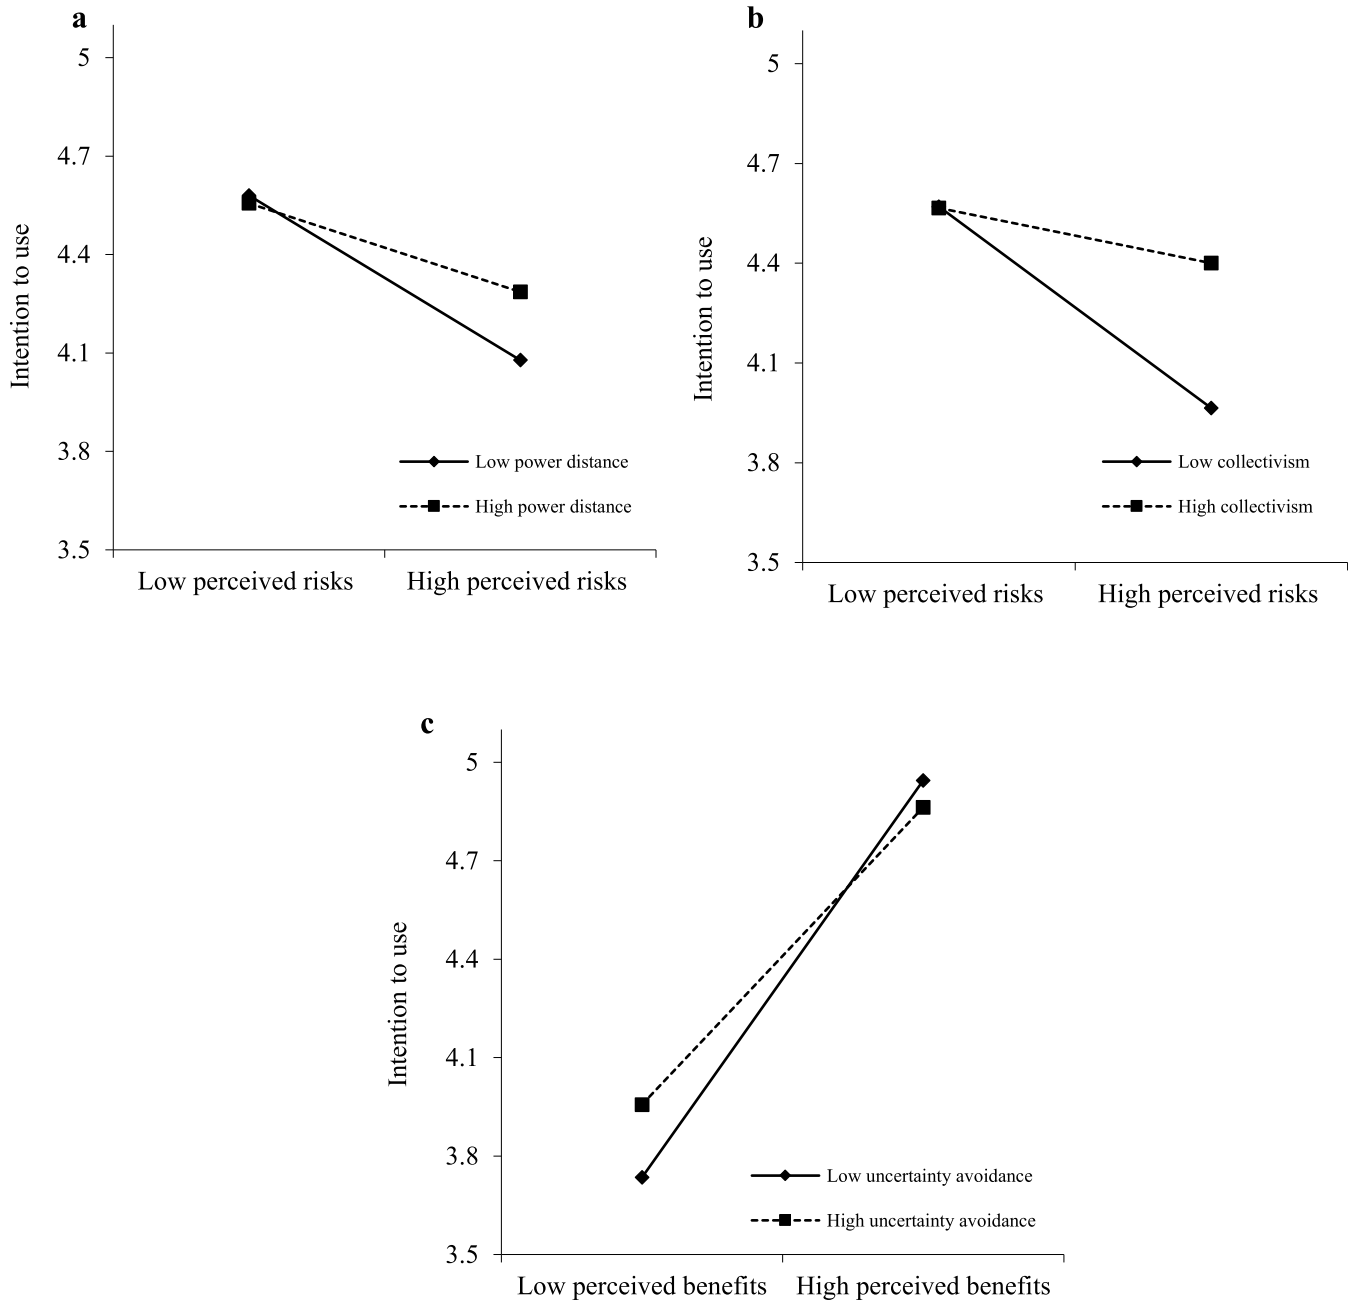 a
5
4.7
4.4
4.1
3.8
3.5
Intention to use
Low power distance
High power distance
Low perceived risks
High perceived risks
b
5
4.7
4.4
4.1
3.8
3.5
Intention to use
Low collectivism
High collectivism
Low perceived risks
High perceived risks
c
5
4.7
4.4
4.1
3.8
3.5
Intention to use
Low uncertainty avoidance
High uncertainty avoidance
Low perceived benefits
High perceived benefits